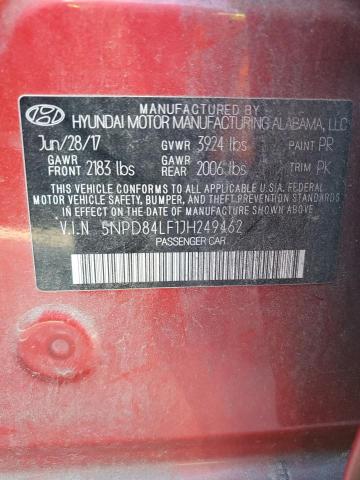 MANUFACTURED BY
HYUNDAI MOTOR MANUFACTURING ALABAMA, LLC
Jun/28/17 GVWR 3924 lbs PAINT PR
GAWR FRONT 2183 lbs GAWR REAR 2006 lbs TRIM PK
THIS VEHICLE CONFORMS TO ALL APPLICABLE U.S.A. FEDERAL
MOTOR VEHICLE SAFETY, BUMPER, AND THEFT PREVENTION
STANDARDS IN EFFECT ON THE DATE OF MANUFACTURE SHOWN ABOVE.
V.I.N 5NPD84LF1JH249462
PASSENGER CAR